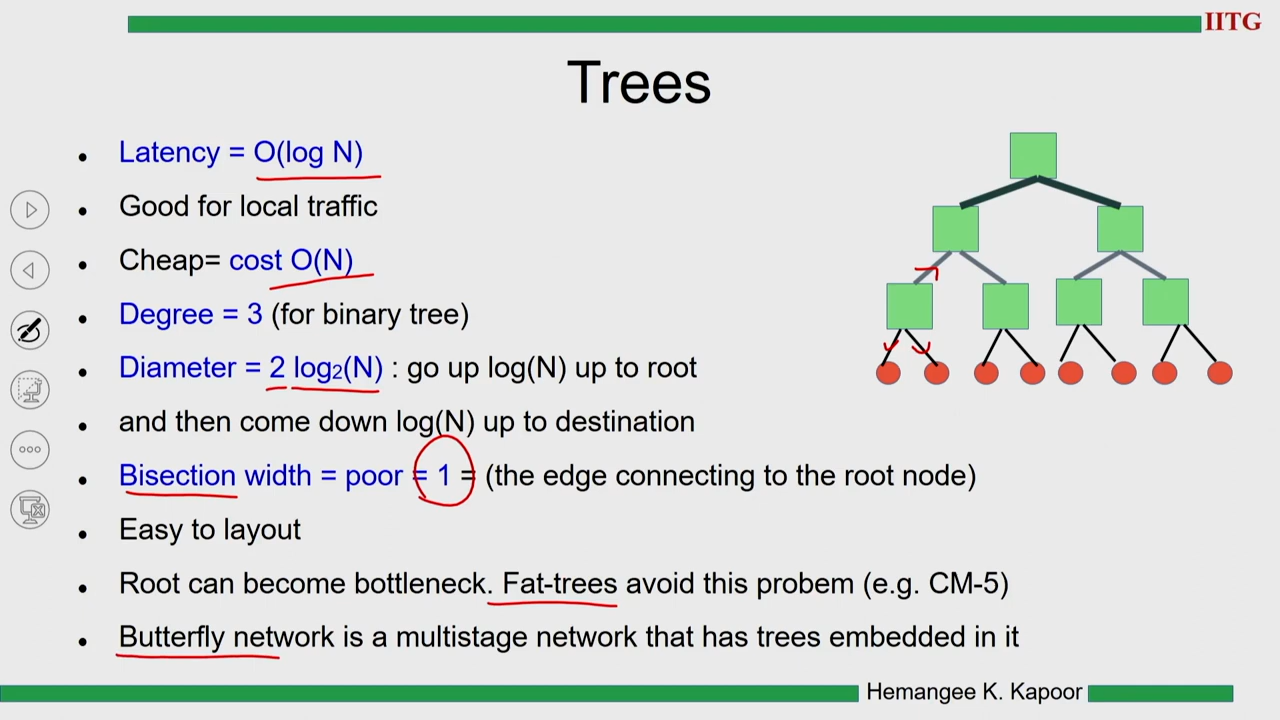 IITG
Trees
• Latency = O(log N)
• Good for local traffic
• Cheap= cost O(N)
• Degree = 3 (for binary tree)
• Diameter = 2 log₂(N) : go up log(N) up to root
• and then come down log(N) up to destination
• Bisection width = poor = 1 = (the edge connecting to the root node)
• Easy to layout
• Root can become bottleneck. Fat-trees avoid this probem (e.g. CM-5)
• Butterfly network is a multistage network that has trees embedded in it
Hemangee K. Kapoor